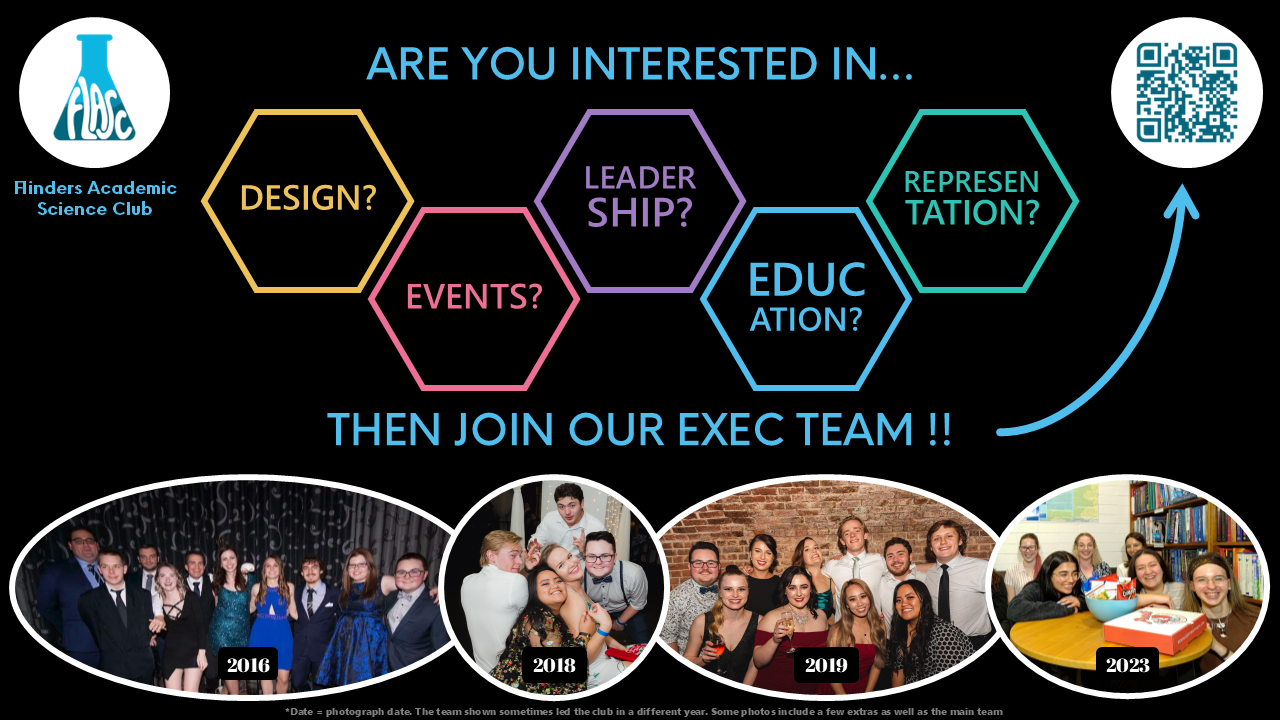 ARE YOU INTERESTED IN...
FLASC
Flinders Academic
Science Club
DESIGN?
EVENTS?
LEADER
SHIP?
EDUC
ATION?
REPRESEN
TATION?
THEN JOIN OUR EXEC TEAM !!
2016
2018
2019
2023
*Date = photograph date. The team shown sometimes led the club in a different year. Some photos include a few extras as well as the main team